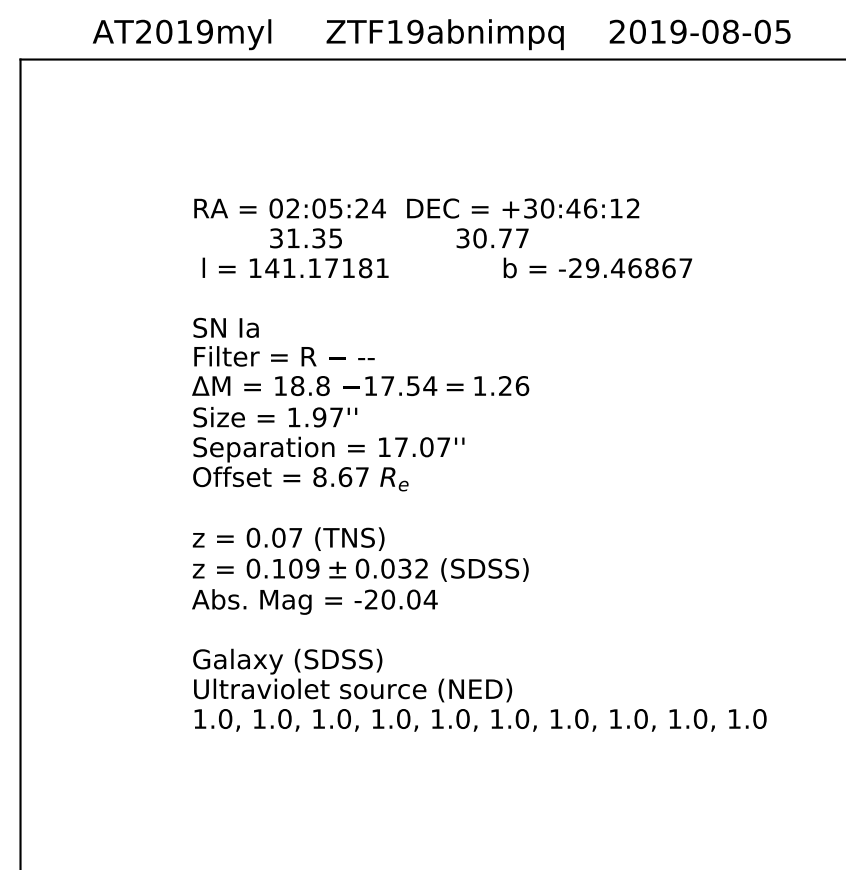 AT2019myl ZTF19abnimpq 2019-08-05
RA = 02:05:24 DEC = +30:46:12
31.35 30.77
l = 141.17181 b = -29.46867
SN Ia
Filter = R − --
ΔM = 18.8 −17.54 = 1.26
Size = 1.97''
Separation = 17.07''
Offset = 8.67 Rₑ
z = 0.07 (TNS)
z = 0.109 ± 0.032 (SDSS)
Abs. Mag = -20.04
Galaxy (SDSS)
Ultraviolet source (NED)
1.0, 1.0, 1.0, 1.0, 1.0, 1.0, 1.0, 1.0, 1.0, 1.0